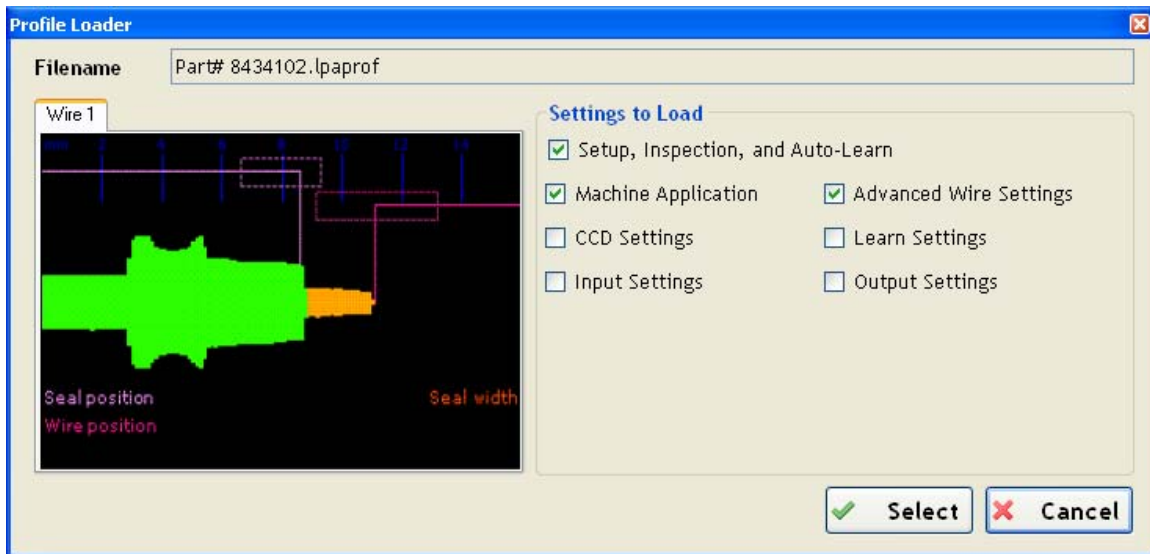 Profile Loader
Filename Part# 8434102.lpaprof
Wire 1
mm 2 4 6 8 10 12 14
Seal position Seal width
Wire position
Settings to Load
Setup, Inspection, and Auto-Learn
Machine Application Advanced Wire Settings
CCD Settings Learn Settings
Input Settings Output Settings
Select Cancel